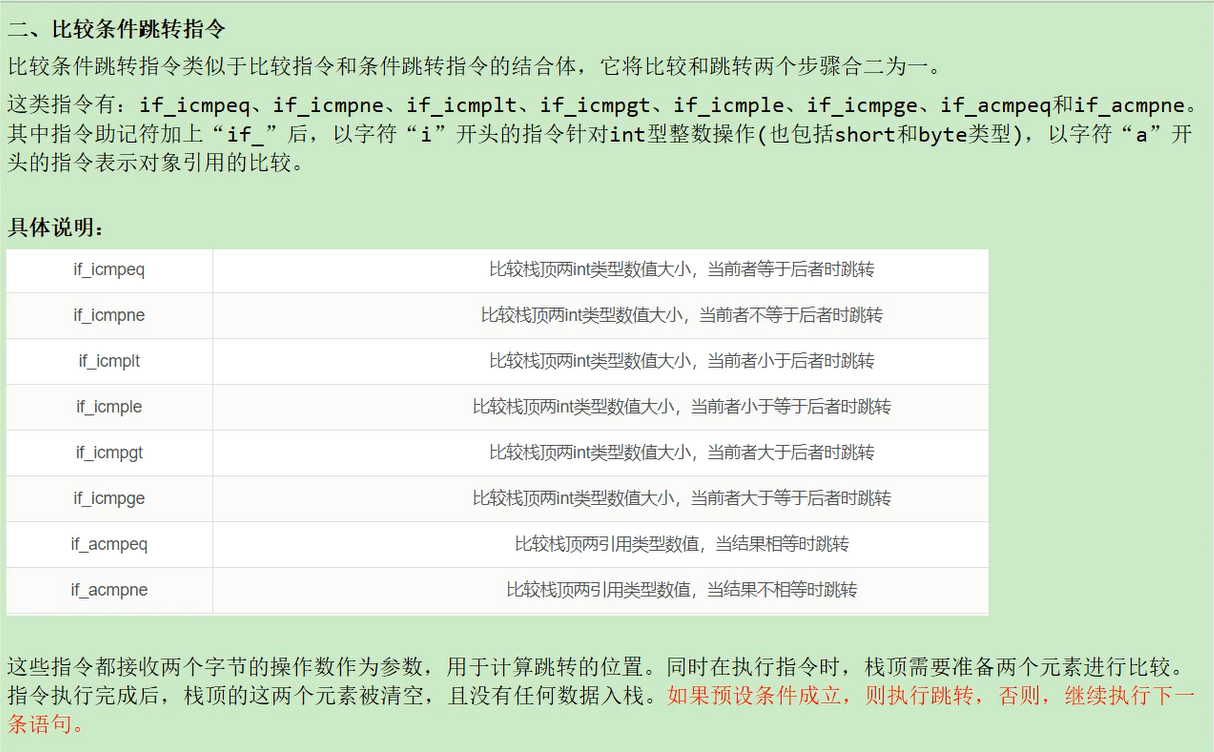 二、比较条件跳转指令
比较条件跳转指令类似于比较指令和条件跳转指令的结合体，它将比较和跳转两个步骤合二为一。
这类指令有：if_icmpeq、if_icmpne、if_icmplt、if_icmpgt、if_icmple、if_icmpge、if_acmpeq和if_acmpne。
其中指令助记符加上“if_”后，以字符“i”开头的指令针对int型整数操作(也包括short和byte类型)，以字符“a”开
头的指令表示对象引用的比较。
具体说明：
if_icmpeq 比较栈顶两int类型数值大小，当前者等于后者时跳转
if_icmpne 比较栈顶两int类型数值大小，当前者不等于后者时跳转
if_icmplt 比较栈顶两int类型数值大小，当前者小于后者时跳转
if_icmple 比较栈顶两int类型数值大小，当前者小于等于后者时跳转
if_icmpgt 比较栈顶两int类型数值大小，当前者大于后者时跳转
if_icmpge 比较栈顶两int类型数值大小，当前者大于等于后者时跳转
if_acmpeq 比较栈顶两引用类型数值，当结果相等时跳转
if_acmpne 比较栈顶两引用类型数值，当结果不相等时跳转
这些指令都接收两个字节的操作数作为参数，用于计算跳转的位置。同时在执行指令时，栈顶需要准备两个元素进行比较。
指令执行完成后，栈顶的这两个元素被清空，且没有任何数据入栈。如果预设条件成立，则执行跳转，否则，继续执行下一
条语句。